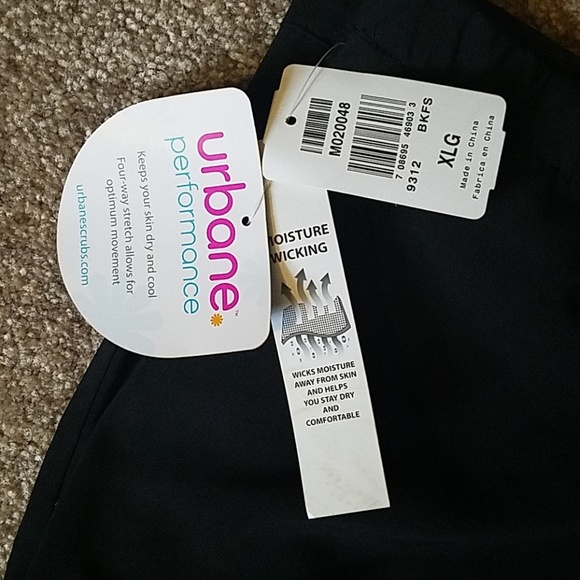 urbane™
performance
Keeps your skin dry and cool
Four-way stretch allows for
optimum movement
urbanescrubs.com
M020048
7 08695 46903 3
9312 BKFS
XLG
Made in China
Fabrica en China
MOISTURE
WICKING
WICKS MOISTURE
AWAY FROM SKIN
AND HELPS
YOU STAY DRY
AND
COMFORTABLE